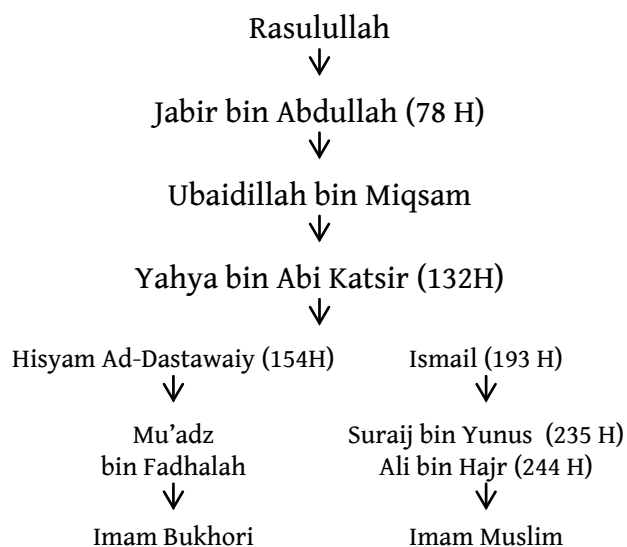 Rasulullah
Jabir bin Abdullah (78 H)
Ubaidillah bin Miqsam
Yahya bin Abi Katsir (132H)
Hisyam Ad-Dastawaiy (154H) Ismail (193 H)
Mu’adz Suraij bin Yunus (235 H)
bin Fadhalah Ali bin Hajr (244 H)
Imam Bukhori Imam Muslim